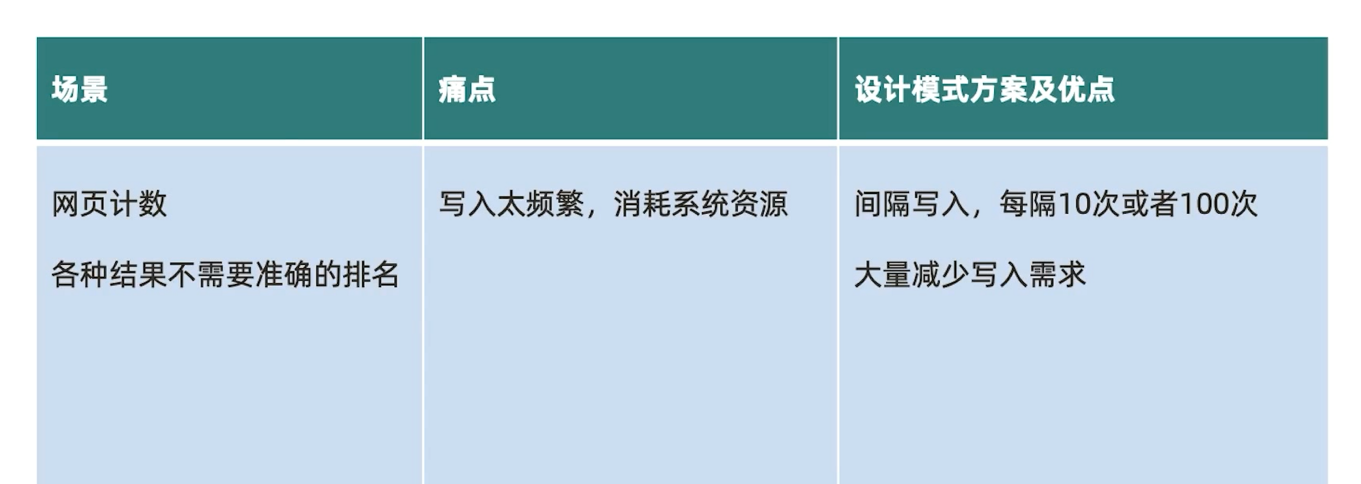 场景
痛点
设计模式方案及优点
网页计数
各种结果不需要准确的排名
写入太频繁，消耗系统资源
间隔写入，每隔10次或者100次
大量减少写入需求